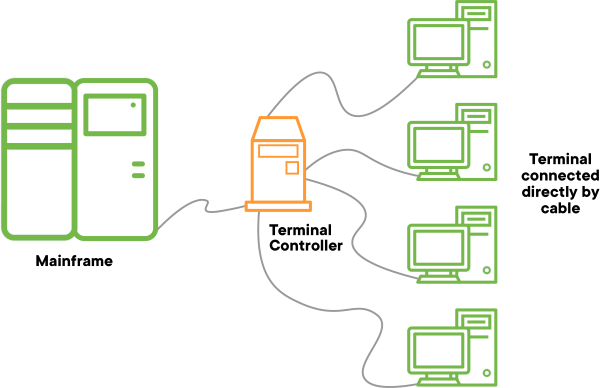 Mainframe
Terminal
Controller
Terminal
connected
directly by
cable